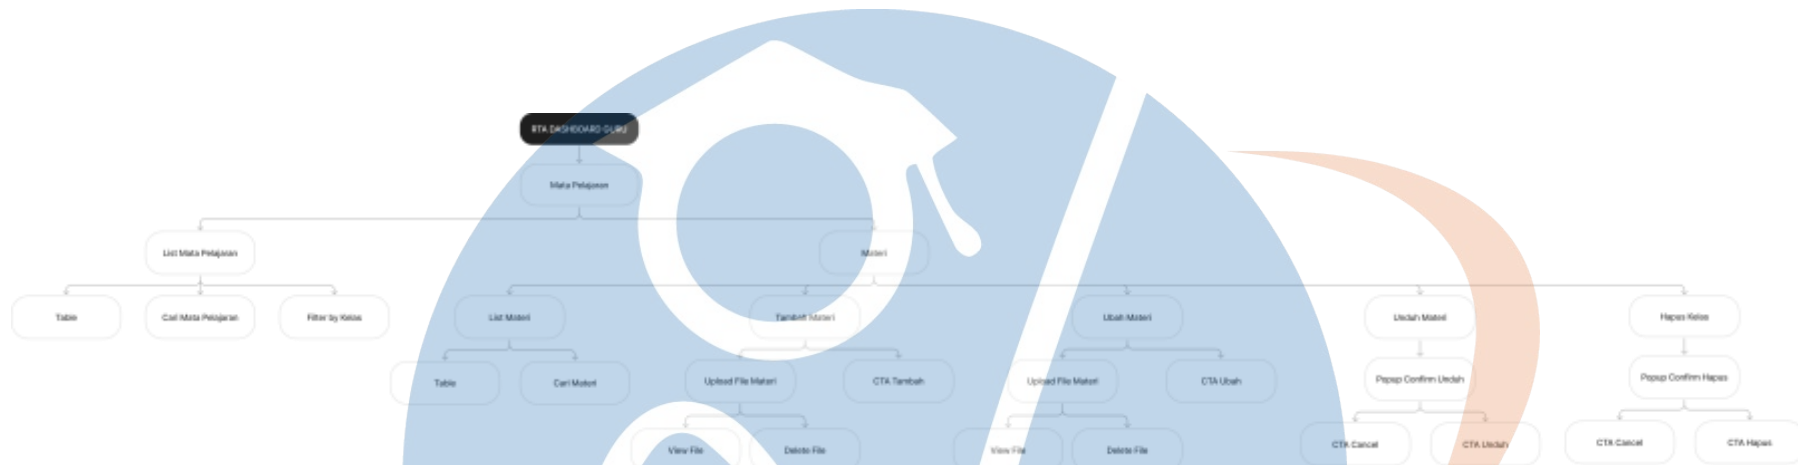 RTA DASHBOARD GURU
Mata Pelajaran
List Mata Pelajaran
Materi
Table
Cari Mata Pelajaran
Filter by Kelas
List Materi
Tambah Materi
Ubah Materi
Unduh Materi
Hapus Kelas
Table
Cari Materi
Upload File Materi
CTA Tambah
Upload File Materi
CTA Ubah
Popup Confirm Unduh
Popup Confirm Hapus
View File
Delete File
View File
Delete File
CTA Cancel
CTA Unduh
CTA Cancel
CTA Hapus